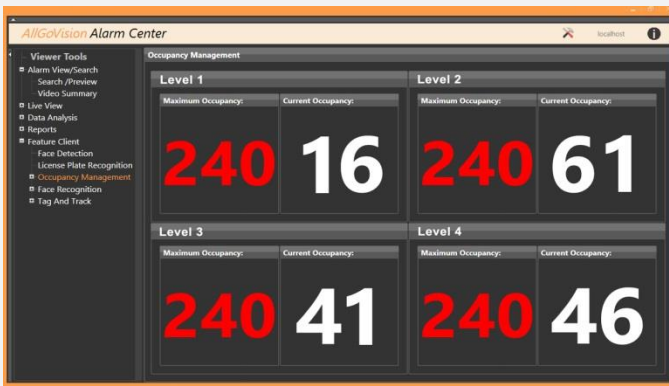 AllGoVision Alarm Center
localhost
Viewer Tools
Alarm View/Search
Search /Preview
Video Summary
Live View
Data Analysis
Reports
Feature Client
Face Detection
License Plate Recognition
Occupancy Management
Face Recognition
Tag And Track
Occupancy Management
Level 1
Maximum Occupancy: Current Occupancy:
240 16
Level 2
Maximum Occupancy: Current Occupancy:
240 61
Level 3
Maximum Occupancy: Current Occupancy:
240 41
Level 4
Maximum Occupancy: Current Occupancy:
240 46